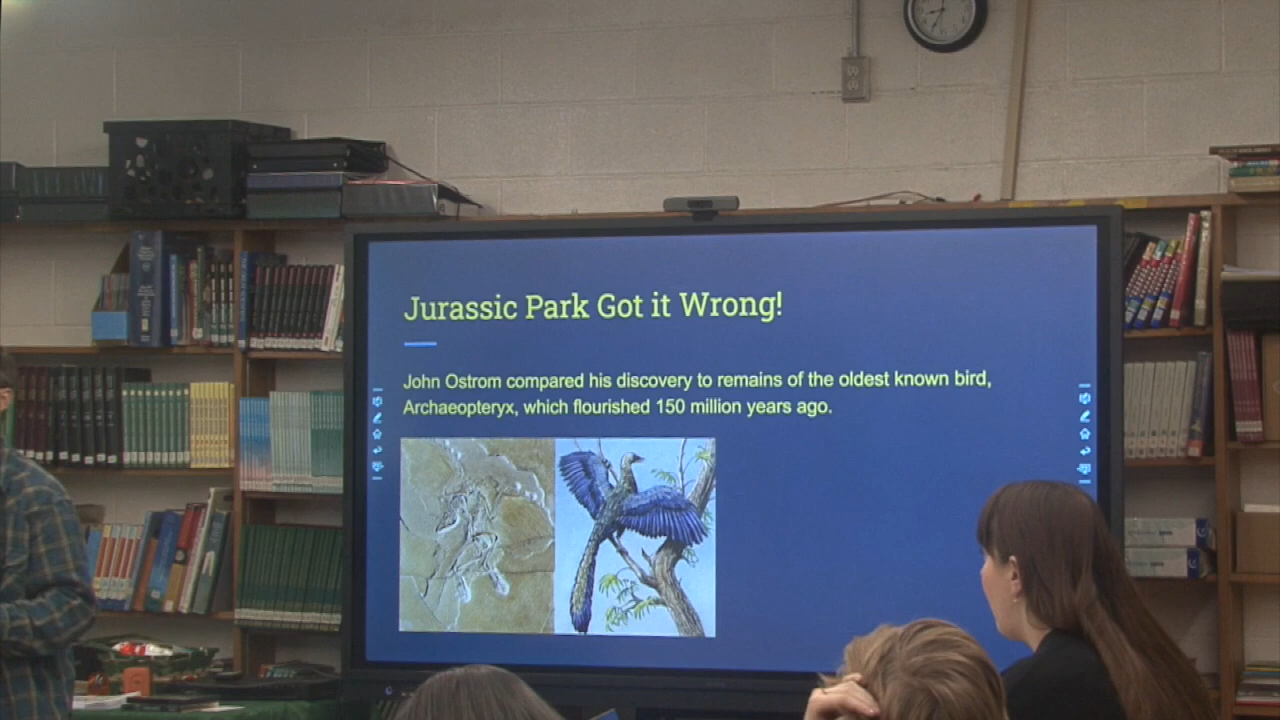 Jurassic Park Got it Wrong!
John Ostrom compared his discovery to remains of the oldest known bird,
Archaeopteryx, which flourished 150 million years ago.